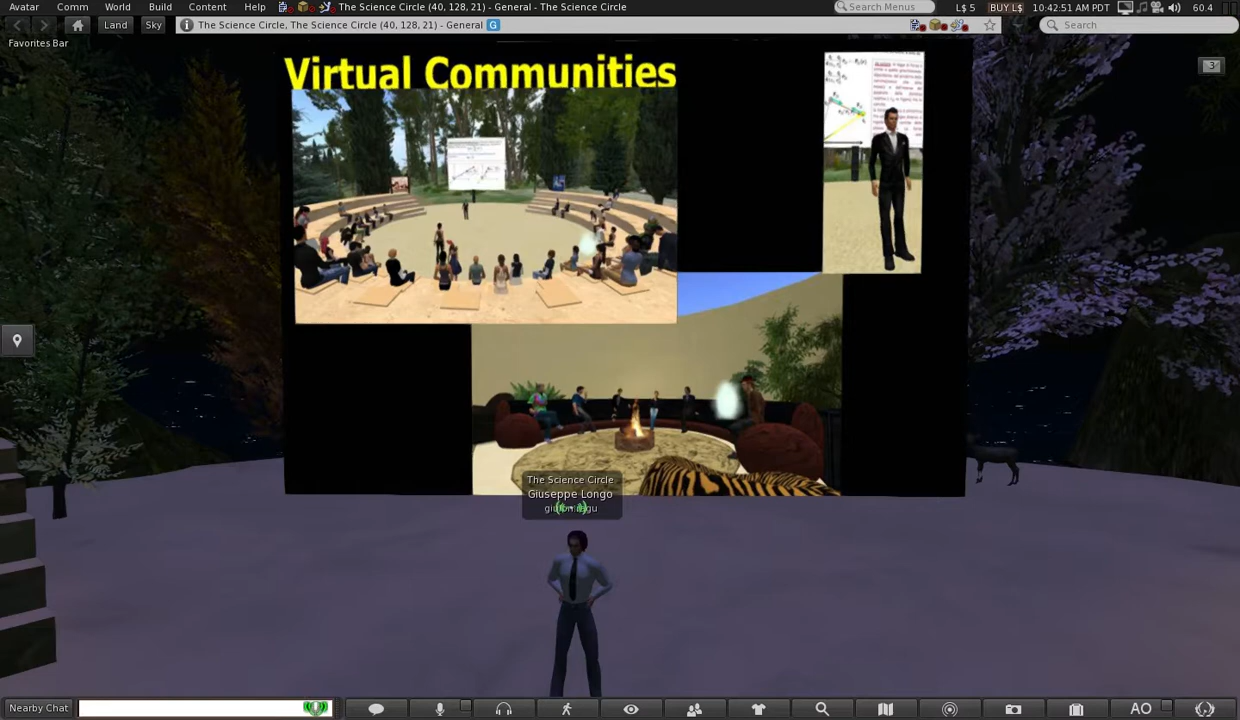 Avatar Comm World Build Content Help The Science Circle (40, 128, 21) - General - The Science Circle Search Menus L$ 5 BUY L$ 10:42:51 AM PDT 60.4
Land Sky The Science Circle, The Science Circle (40, 128, 21) - General G Search
Favorites Bar
3
Virtual Communities
The Science Circle
Giuseppe Longo
Nearby Chat AO